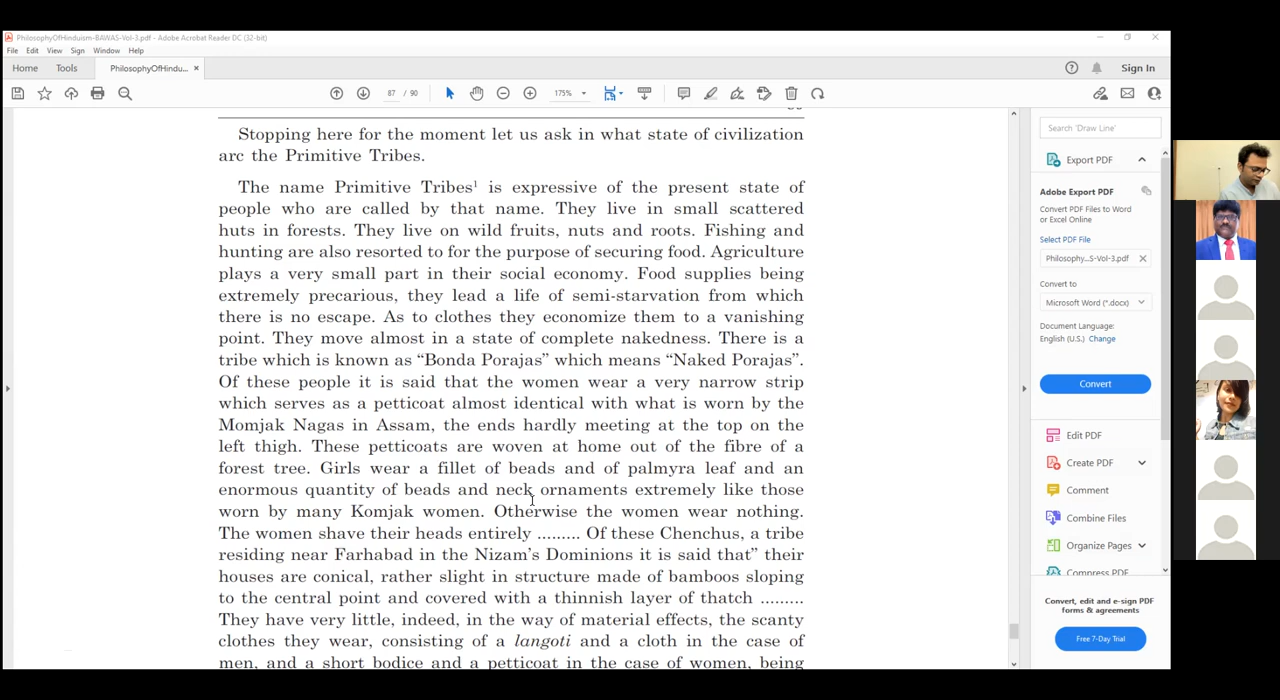 PhilosophyOfHinduism-BAWAS-Vol-3.pdf - Adobe Acrobat Reader DC (32-bit)
File Edit View Sign Window Help
Home Tools PhilosophyOfHindu... × Sign In
87 / 90 175%
Stopping here for the moment let us ask in what state of civilization
arc the Primitive Tribes.
The name Primitive Tribes¹ is expressive of the present state of
people who are called by that name. They live in small scattered
huts in forests. They live on wild fruits, nuts and roots. Fishing and
hunting are also resorted to for the purpose of securing food. Agriculture
plays a very small part in their social economy. Food supplies being
extremely precarious, they lead a life of semi-starvation from which
there is no escape. As to clothes they economize them to a vanishing
point. They move almost in a state of complete nakedness. There is a
tribe which is known as “Bonda Porajas” which means “Naked Porajas”.
Of these people it is said that the women wear a very narrow strip
which serves as a petticoat almost identical with what is worn by the
Momjak Nagas in Assam, the ends hardly meeting at the top on the
left thigh. These petticoats are woven at home out of the fibre of a
forest tree. Girls wear a fillet of beads and of palmyra leaf and an
enormous quantity of beads and neck ornaments extremely like those
worn by many Komjak women. Otherwise the women wear nothing.
The women shave their heads entirely ......... Of these Chenchus, a tribe
residing near Farhabad in the Nizam’s Dominions it is said that” their
houses are conical, rather slight in structure made of bamboos sloping
to the central point and covered with a thinnish layer of thatch .........
They have very little, indeed, in the way of material effects, the scanty
clothes they wear, consisting of a langoti and a cloth in the case of
men, and a short bodice and a petticoat in the case of women, being
Search 'Draw Line'
Export PDF
Adobe Export PDF
Convert PDF Files to Word
or Excel Online
Select PDF File
Philosophy...S-Vol-3.pdf ×
Convert to
Microsoft Word (*.docx)
Document Language:
English (U.S.) Change
Convert
Edit PDF
Create PDF
Comment
Combine Files
Organize Pages
Compress PDF
Convert, edit and e-sign PDF
forms & agreements
Free 7-Day Trial